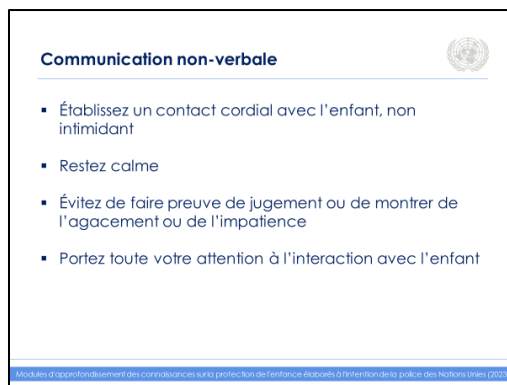 Communication non-verbale
▪ Établissez un contact cordial avec l'enfant, non
intimidant
▪ Restez calme
▪ Évitez de faire preuve de jugement ou de montrer de
l'agacement ou de l'impatience
▪ Portez toute votre attention à l'interaction avec l'enfant
Modules d'approfondissement des connaissances sur la protection de l'enfance élaborés à l'intention de la police des Nations Unies (2023